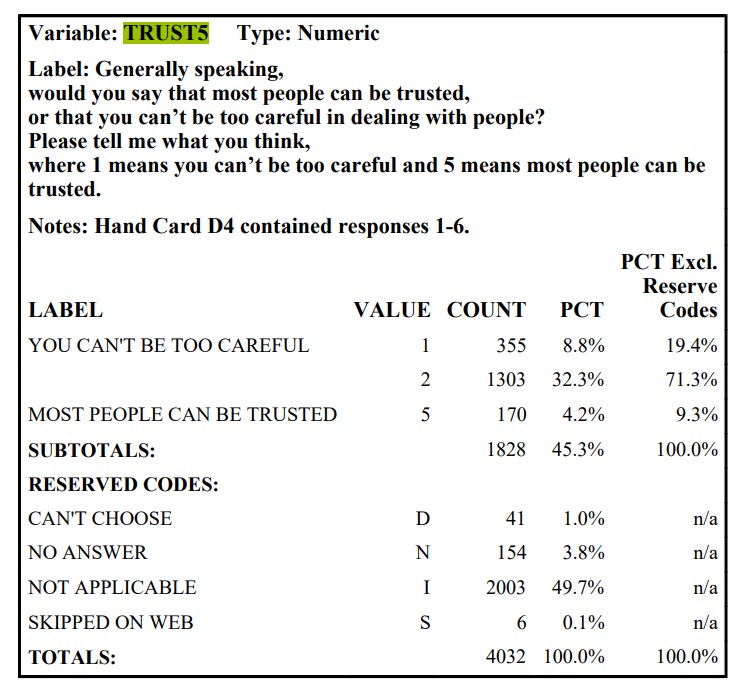 Variable: TRUST5 Type: Numeric
Label: Generally speaking,
would you say that most people can be trusted,
or that you can’t be too careful in dealing with people?
Please tell me what you think,
where 1 means you can’t be too careful and 5 means most people can be
trusted.
Notes: Hand Card D4 contained responses 1-6.
PCT Excl.
Reserve
LABEL VALUE COUNT PCT Codes
YOU CAN'T BE TOO CAREFUL 1 355 8.8% 19.4%
2 1303 32.3% 71.3%
MOST PEOPLE CAN BE TRUSTED 5 170 4.2% 9.3%
SUBTOTALS: 1828 45.3% 100.0%
RESERVED CODES:
CAN'T CHOOSE D 41 1.0% n/a
NO ANSWER N 154 3.8% n/a
NOT APPLICABLE I 2003 49.7% n/a
SKIPPED ON WEB S 6 0.1% n/a
TOTALS: 4032 100.0% 100.0%